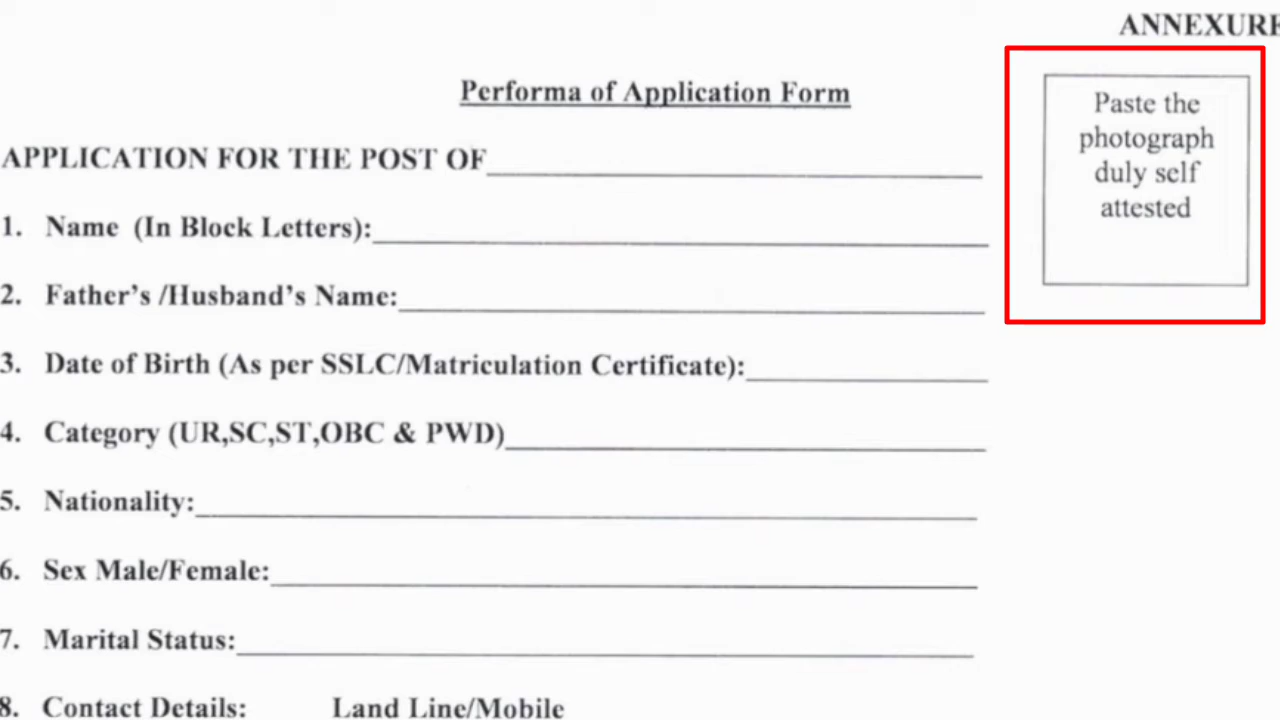 ANNEXURE
Performa of Application Form
Paste the
photograph
duly self
attested
APPLICATION FOR THE POST OF
1. Name (In Block Letters):
2. Father's /Husband's Name:
3. Date of Birth (As per SSLC/Matriculation Certificate):
4. Category (UR,SC,ST,OBC & PWD)
5. Nationality:
6. Sex Male/Female:
7. Marital Status:
8. Contact Details: Land Line/Mobile